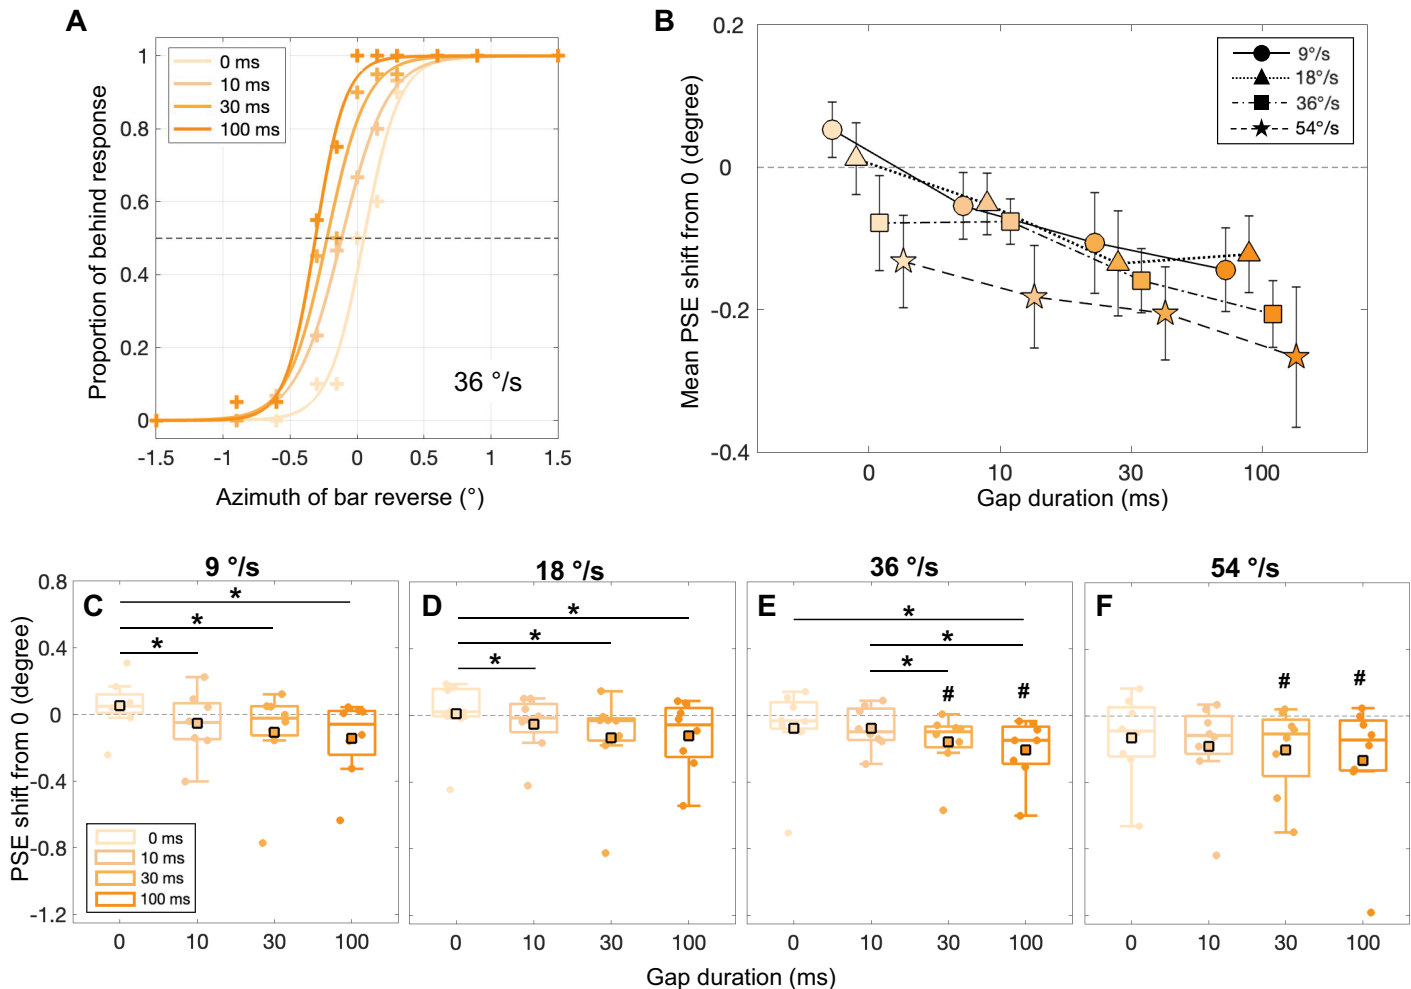 A
1
0.8
0.6
0.4
0.2
0
-1.5
-1
-0.5
0
0.5
1
1.5
Proportion of behind response
Azimuth of bar reverse (°)
0 ms
10 ms
30 ms
100 ms
36 °/s
B
0.2
0
-0.2
-0.4
0
10
30
100
Mean PSE shift from 0 (degree)
Gap duration (ms)
9°/s
18°/s
36°/s
54°/s
9 °/s
18 °/s
36 °/s
54 °/s
C
D
E
F
0.8
0.4
0
-0.4
-0.8
-1.2
PSE shift from 0 (degree)
*
*
*
*
*
*
*
*
*
#
#
#
#
0 ms
10 ms
30 ms
100 ms
0
10
30
100
0
10
30
100
0
10
30
100
0
10
30
100
Gap duration (ms)